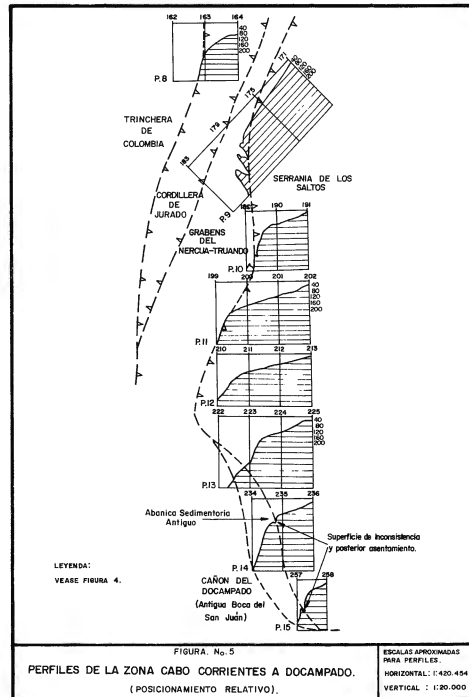 162 163 164
40
80
120
160
200
P.8
171
175
179
183
TRINCHERA
DE
COLOMBIA
SERRANIA DE LOS
SALTOS
CORDILLERA
DE
JURADO
P.9
GRABENS
DEL
NERCUA-TRUANDO
190 191
P.10
199 200 201 202
40
80
120
160
200
P.11
210 211 212 213
P.12
222 223 224 225
40
80
120
160
200
P.13
234 235 236
Abanica Sedimentario
Antiguo
Superficie de inconsistencia
y posterior asentamiento.
P.14
257 258
LEYENDA:
VEASE FIGURA 4.
CAÑON DEL
DOCAMPADO
(Antigua Boca del
San Juán)
P.15
FIGURA. No. 5
PERFILES DE LA ZONA CABO CORRIENTES A DOCAMPADO.
(POSICIONAMIENTO RELATIVO).
ESCALAS APROXIMADAS
PARA PERFILES.
HORIZONTAL: 1:420.454
VERTICAL : 1:20.000